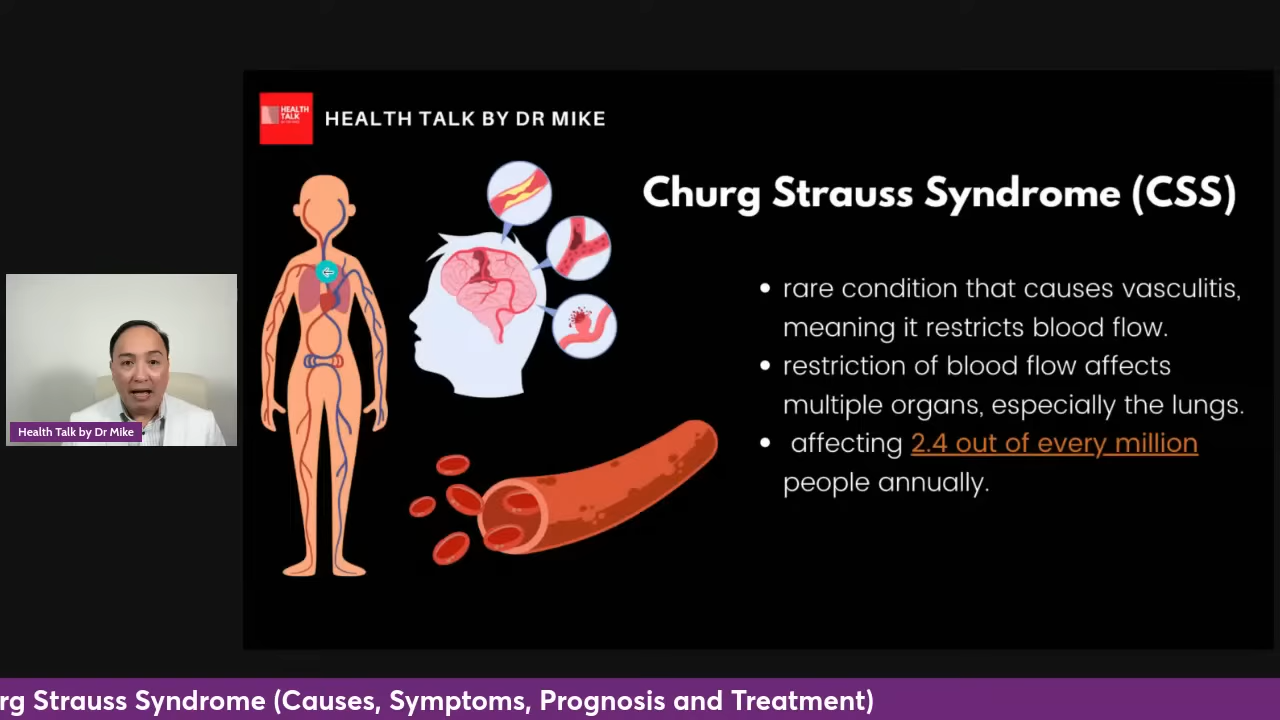 HEALTH
TALK
HEALTH TALK BY DR MIKE
Churg Strauss Syndrome (CSS)
• rare condition that causes vasculitis,
meaning it restricts blood flow.
• restriction of blood flow affects
multiple organs, especially the lungs.
• affecting 2.4 out of every million
people annually.
Health Talk by Dr Mike
rg Strauss Syndrome (Causes, Symptoms, Prognosis and Treatment)